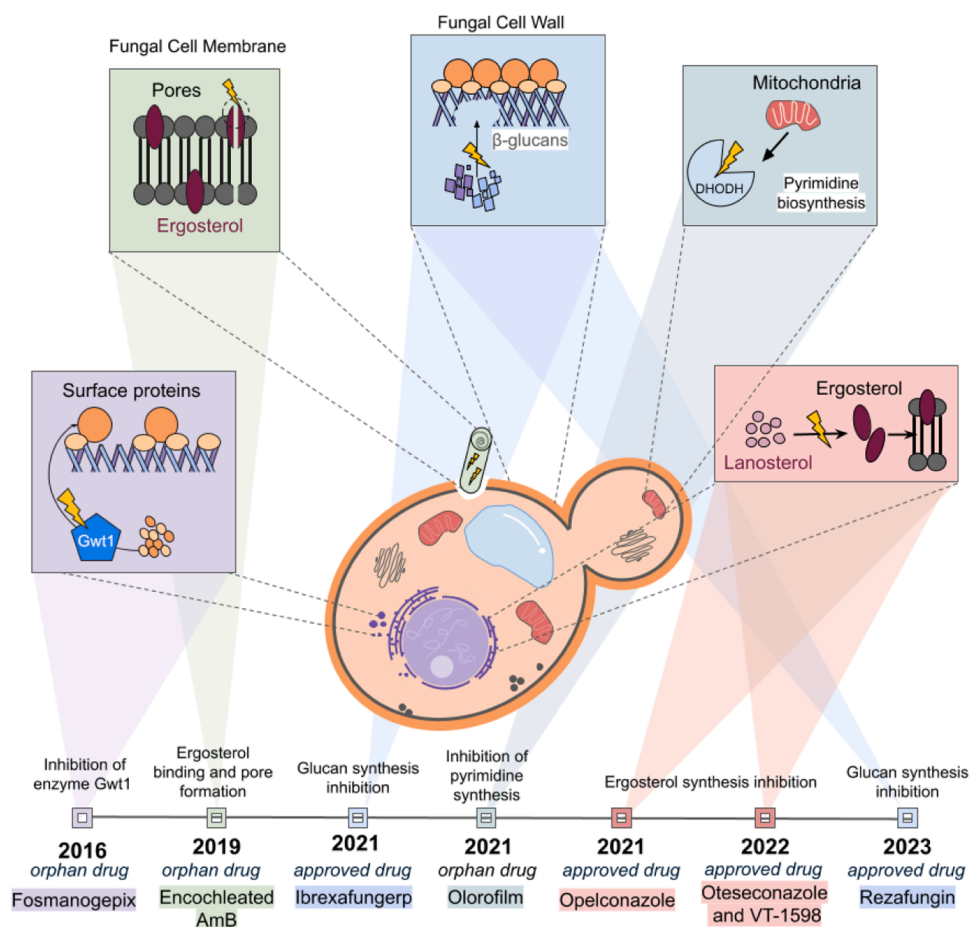 Fungal Cell Membrane
Pores
Ergosterol
Fungal Cell Wall
β-glucans
Mitochondria
DHODH
Pyrimidine
biosynthesis
Surface proteins
Gwt1
Ergosterol
Lanosterol
Inhibition of
enzyme Gwt1
Ergosterol
binding and pore
formation
Glucan synthesis
inhibition
Inhibition of
pyrimidine
synthesis
Ergosterol synthesis inhibition
Glucan synthesis
inhibition
2016
orphan drug
Fosmanogepix
2019
orphan drug
Encochleated
AmB
2021
approved drug
Ibrexafungerp
2021
orphan drug
Olorofilm
2021
approved drug
Opelconazole
2022
approved drug
Oteseconazole
and VT-1598
2023
approved drug
Rezafungin